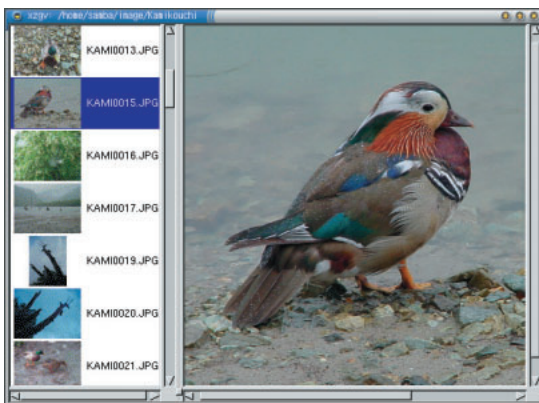 xzgv: /home/samba/image/Kamikouchi
KAMI0013.JPG
KAMI0015.JPG
KAMI0016.JPG
KAMI0017.JPG
KAMI0019.JPG
KAMI0020.JPG
KAMI0021.JPG